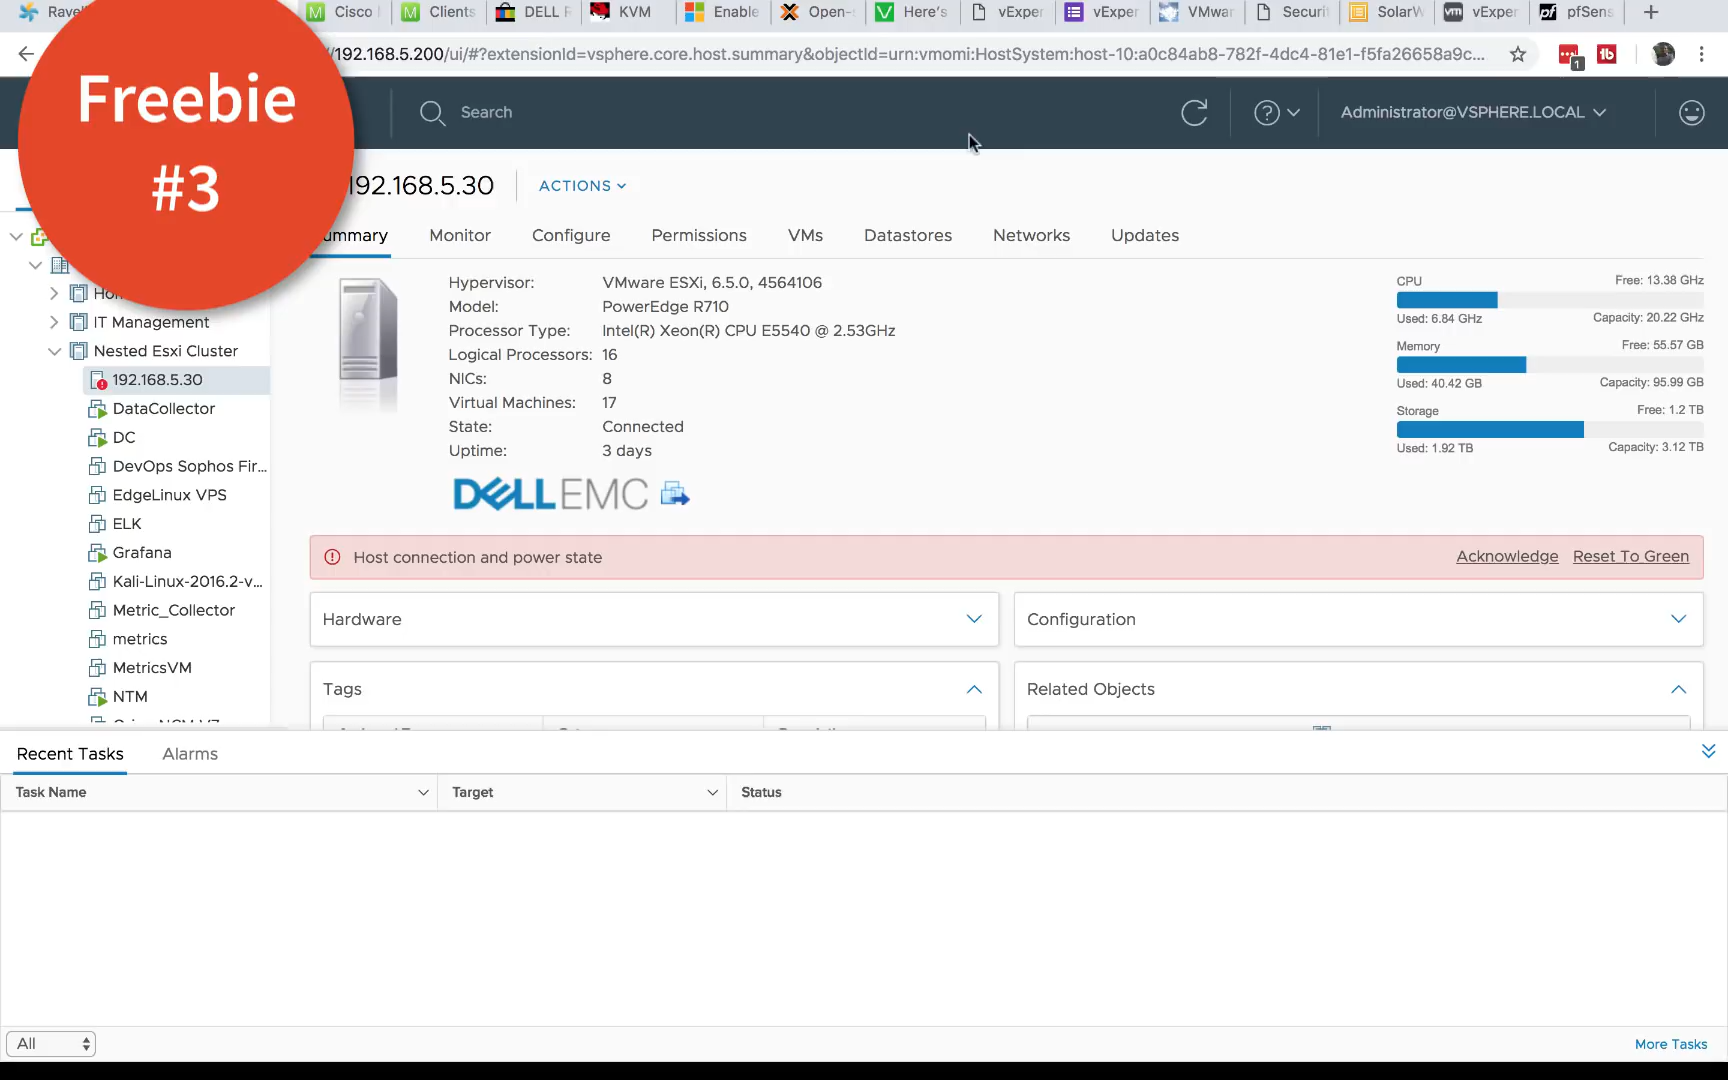 Ravel
Cisco
Clients
DELL R
KVM
Enable
Open-
Here's
vExper
vExper
VMwar
Securi
SolarW
vExper
pfSens
/192.168.5.200/ui/#?extensionId=vsphere.core.host.summary&objectId=urn:vmomi:HostSystem:host-10:a0c84ab8-782f-4dc4-81e1-f5fa26658a9c...
1
Freebie
#3
Search
Administrator@VSPHERE.LOCAL
192.168.5.30
ACTIONS
ummary
Monitor
Configure
Permissions
VMs
Datastores
Networks
Updates
IT Management
Nested Esxi Cluster
192.168.5.30
DataCollector
DC
DevOps Sophos Fir...
EdgeLinux VPS
ELK
Grafana
Kali-Linux-2016.2-v...
Metric_Collector
metrics
MetricsVM
NTM
Hypervisor: VMware ESXi, 6.5.0, 4564106
Model: PowerEdge R710
Processor Type: Intel(R) Xeon(R) CPU E5540 @ 2.53GHz
Logical Processors: 16
NICs: 8
Virtual Machines: 17
State: Connected
Uptime: 3 days
DELL EMC
CPU Free: 13.38 GHz
Used: 6.84 GHz Capacity: 20.22 GHz
Memory Free: 55.57 GB
Used: 40.42 GB Capacity: 95.99 GB
Storage Free: 1.2 TB
Used: 1.92 TB Capacity: 3.12 TB
Host connection and power state
Acknowledge Reset To Green
Hardware
Configuration
Tags
Related Objects
Recent Tasks
Alarms
Task Name
Target
Status
All
More Tasks